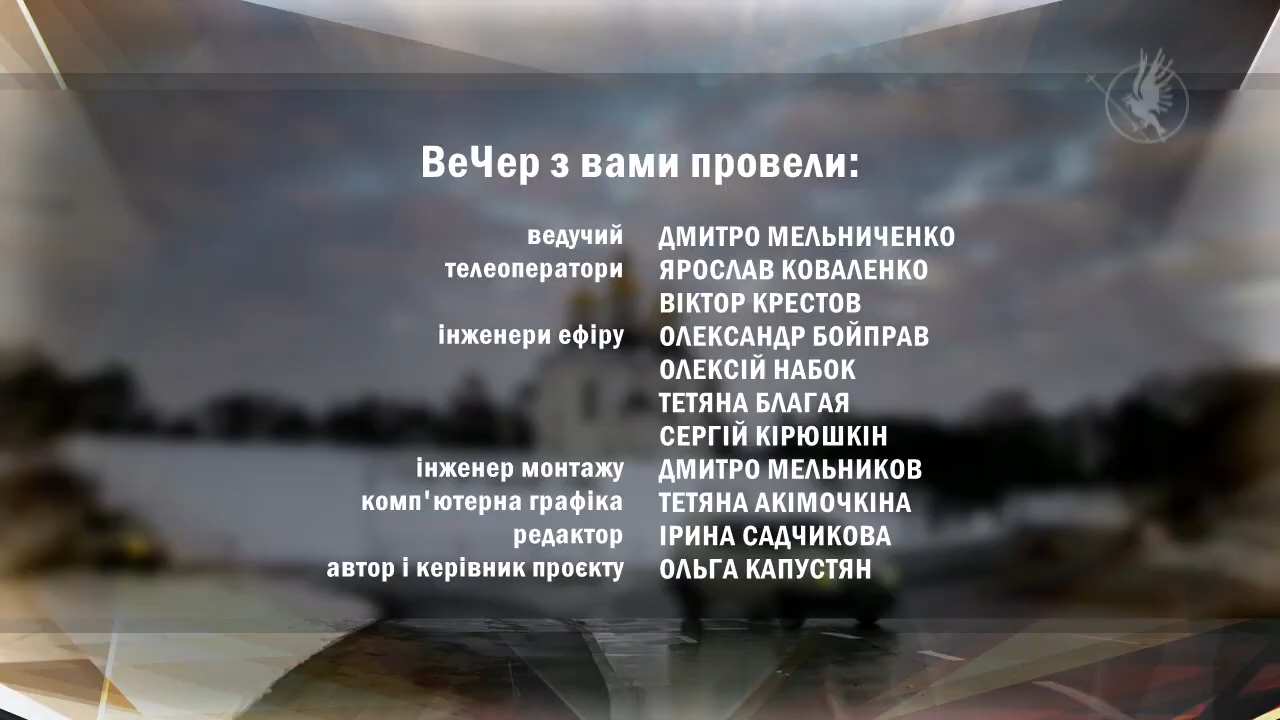 ВеЧер з вами провели:
ведучий ДМИТРО МЕЛЬНИЧЕНКО
телеоператори ЯРОСЛАВ КОВАЛЕНКО
ВІКТОР КРЕСТОВ
інженери ефіру ОЛЕКСАНДР БОЙПРАВ
ОЛЕКСІЙ НАБОК
ТЕТЯНА БЛАГАЯ
СЕРГІЙ КІРЮШКІН
інженер монтажу ДМИТРО МЕЛЬНИКОВ
комп'ютерна графіка ТЕТЯНА АКІМОЧКІНА
редактор ІРИНА САДЧИКОВА
автор і керівник проєкту ОЛЬГА КАПУСТЯН